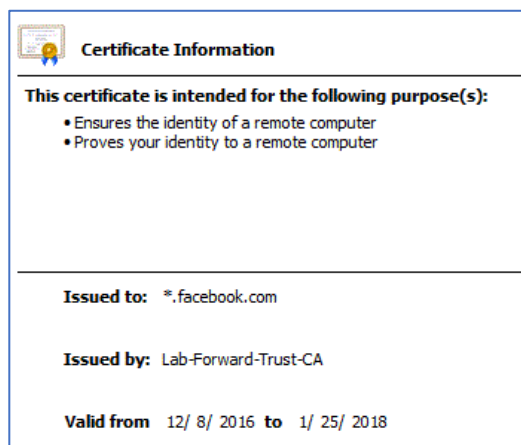 Certificate Information
This certificate is intended for the following purpose(s):
• Ensures the identity of a remote computer
• Proves your identity to a remote computer
Issued to: *.facebook.com
Issued by: Lab-Forward-Trust-CA
Valid from 12/ 8/ 2016 to 1/ 25/ 2018